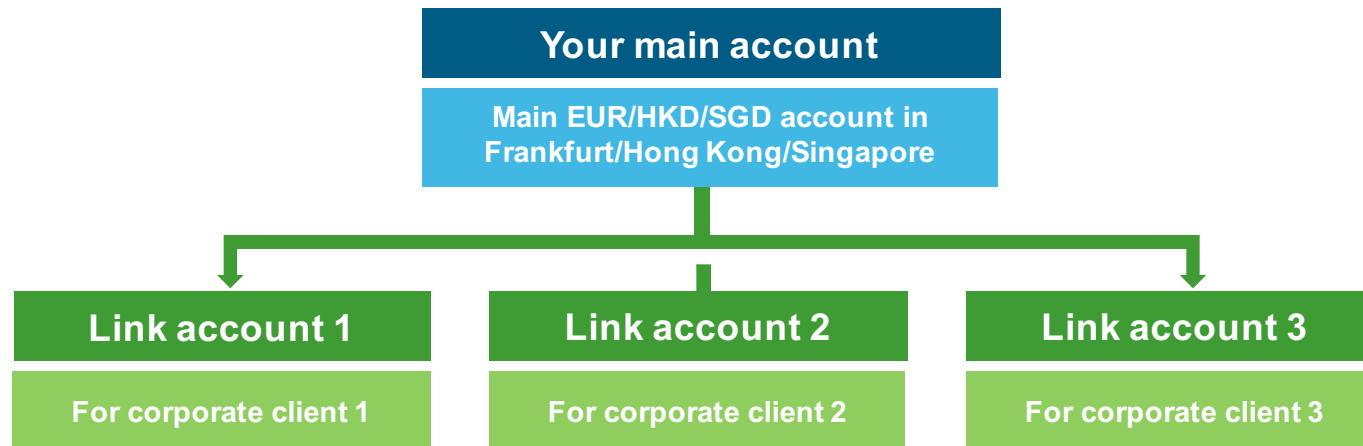 Your main account
Main EUR/HKD/SGD account in
Frankfurt/Hong Kong/Singapore
Link account 1
Link account 2
Link account 3
For corporate client 1
For corporate client 2
For corporate client 3